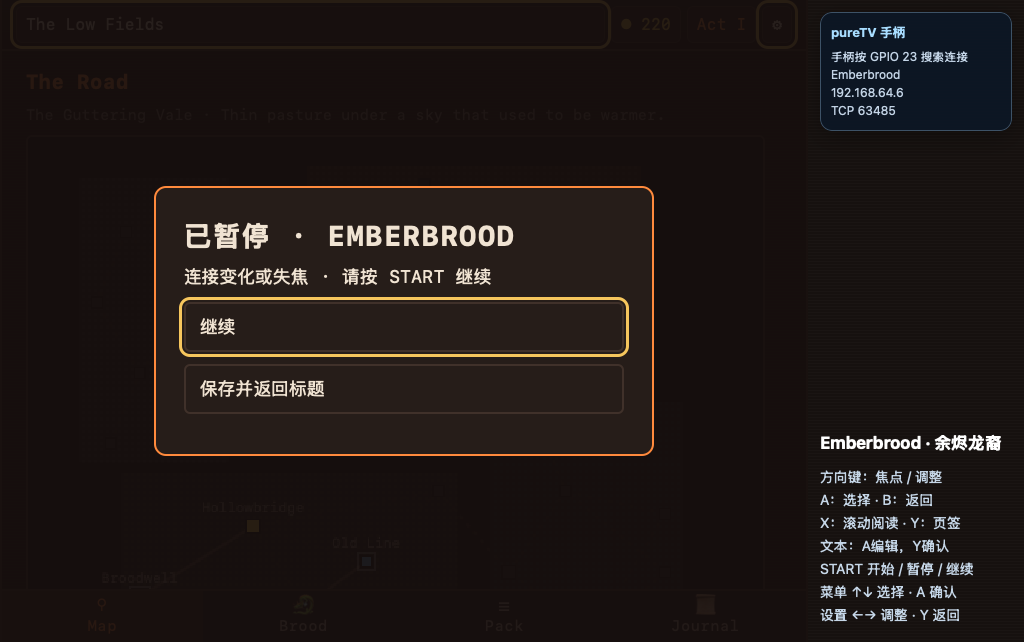 The Low Fields
220
Act I
The Road
The Guttering Vale · Thin pasture under a sky that used to be warmer.
已暂停 · EMBERBROOD
连接变化或失焦 · 请按 START 继续
继续
保存并返回标题
Hollowbridge
Old Line
Broodwell
Map
Brood
Pack
Journal
pureTV 手柄
手柄按 GPIO 23 搜索连接
Emberbrood
192.168.64.6
TCP 63485
Emberbrood · 余烬龙裔
方向键：焦点 / 调整
A：选择 · B：返回
X：滚动阅读 · Y：页签
文本：A编辑，Y确认
START 开始 / 暂停 / 继续
菜单 ↑↓ 选择 · A 确认
设置 ←→ 调整 · Y 返回